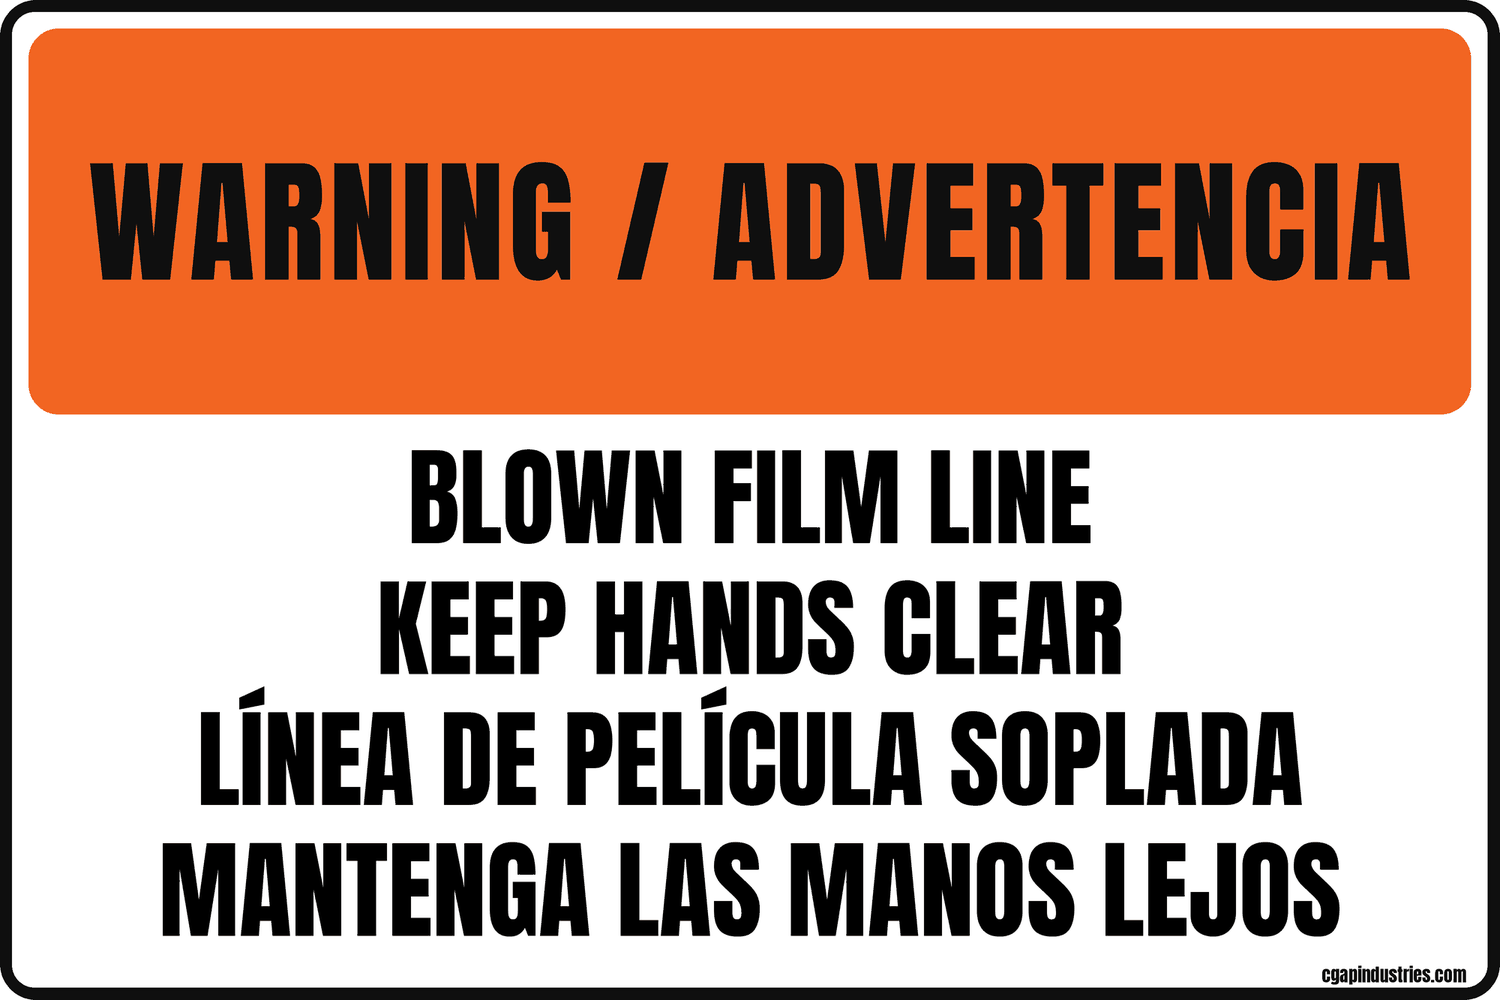 WARNING / ADVERTENCIA
BLOWN FILM LINE
KEEP HANDS CLEAR
LÍNEA DE PELÍCULA SOPLADA
MANTENGA LAS MANOS LEJOS
cgapindustries.com